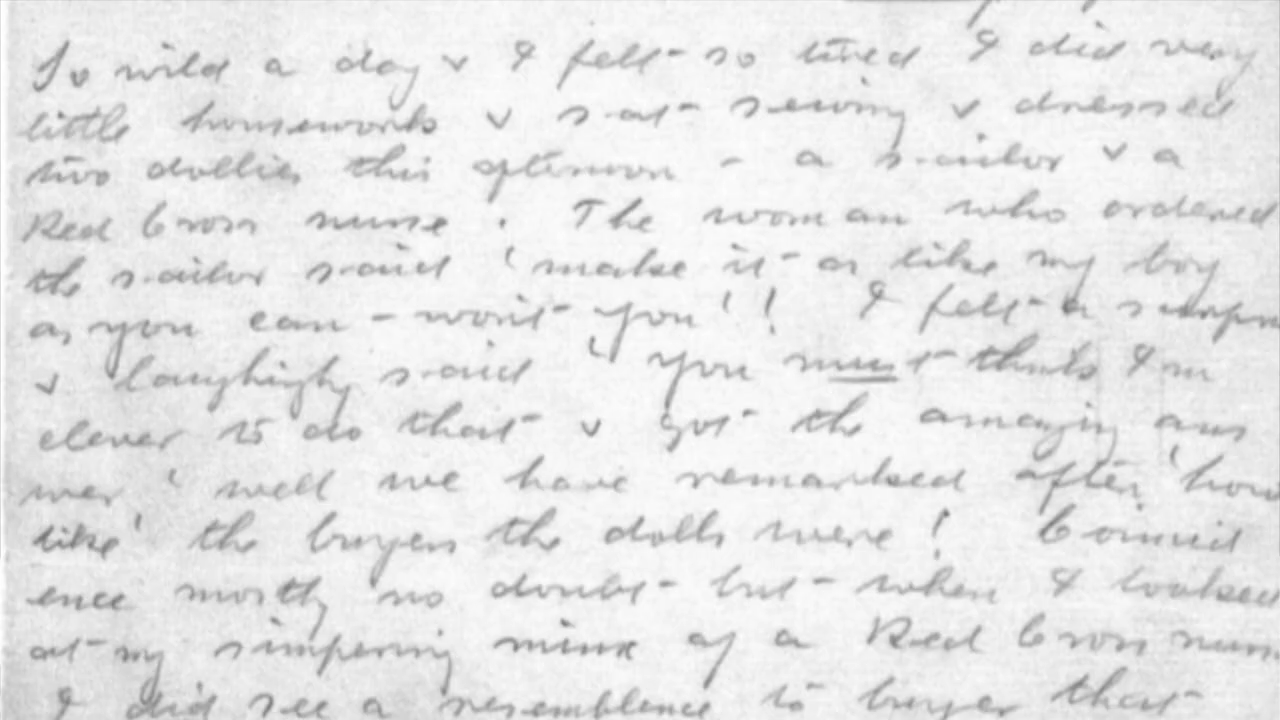 So wild a day & I felt so tired I did very
little housework & sat sewing & dressed
two dollies this afternoon - a sailor & a
Red Cross nurse. The woman who ordered
the sailor said 'make it as like my boy
as you can - won't you'! I felt a
& laughingly said 'you must think I'm
clever to do that & got the amazing ans
wer 'well we have remarked after 'how
like' the buyers the dolls were! Coincid
ence mostly no doubt - but when I looked
at my simpering minx of a Red Cross nurse
I did see a resemblance to buyer that